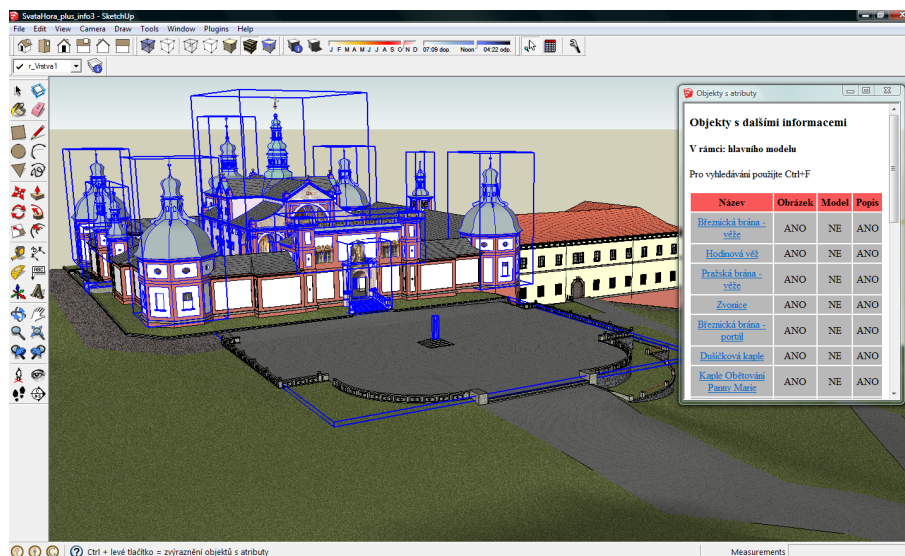 SvataHora_plus_info3 - SketchUp
File Edit View Camera Draw Tools Window Plugins Help
J F M A M J J A S O N D 07:09 dop. Noon 04:22 odp.
r_Vrstva1
Objekty s atributy
Objekty s dalšími informacemi
V rámci: hlavního modelu
Pro vyhledávání použijte Ctrl+F
Název Obrázek Model Popis
Březnická brána -
věže ANO NE ANO
Hodinová věž ANO NE ANO
Pražská brána -
věže ANO NE ANO
Zvonice ANO NE ANO
Březnická brána -
portál ANO NE ANO
Dušičková kaple ANO NE ANO
Kaple Obětování
Panny Marie ANO NE ANO
ABC
Ctrl + levé tlačítko = zvýraznění objektů s atributy
Measurements